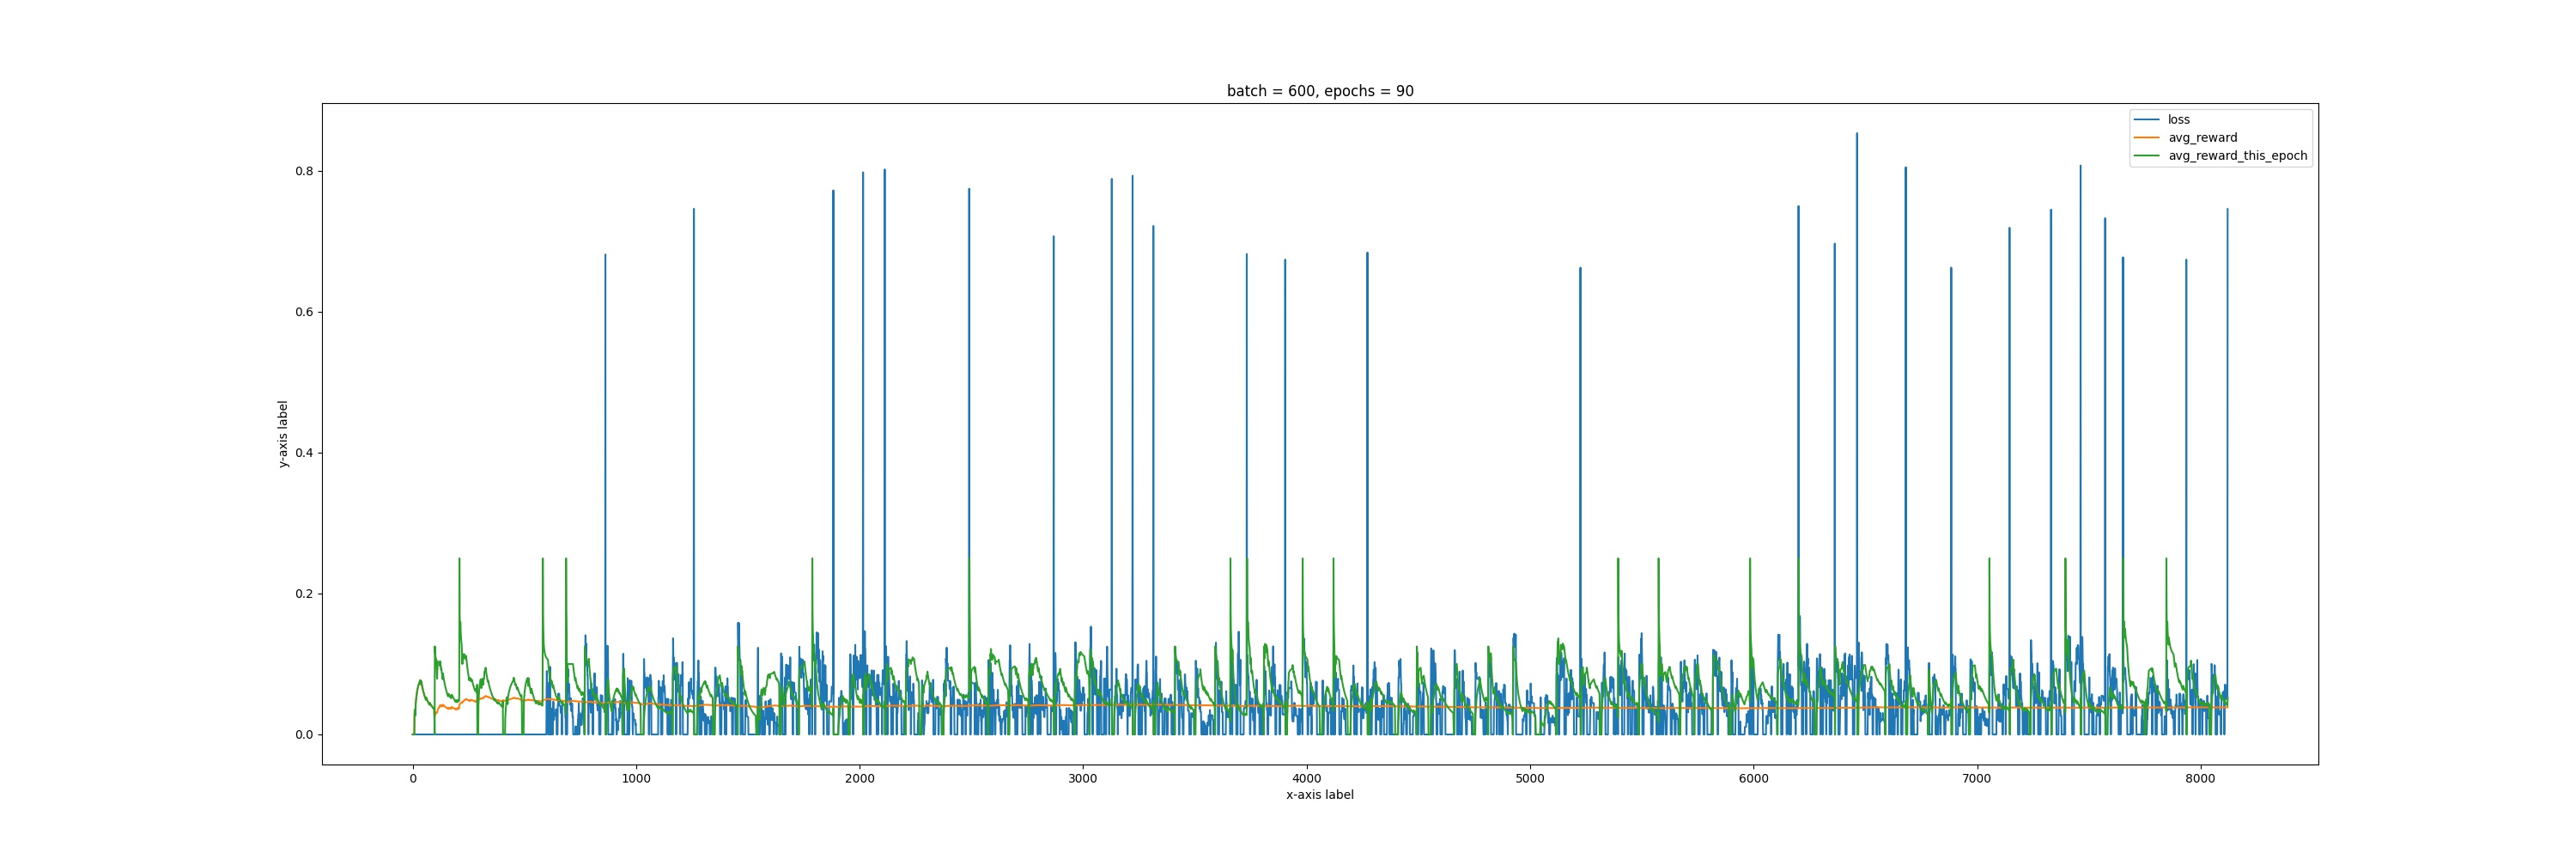 batch = 600, epochs = 90
loss
avg_reward
avg_reward_this_epoch
0.8
0.6
0.4
0.2
0.0
y-axis label
0 1000 2000 3000 4000 5000 6000 7000 8000
x-axis label